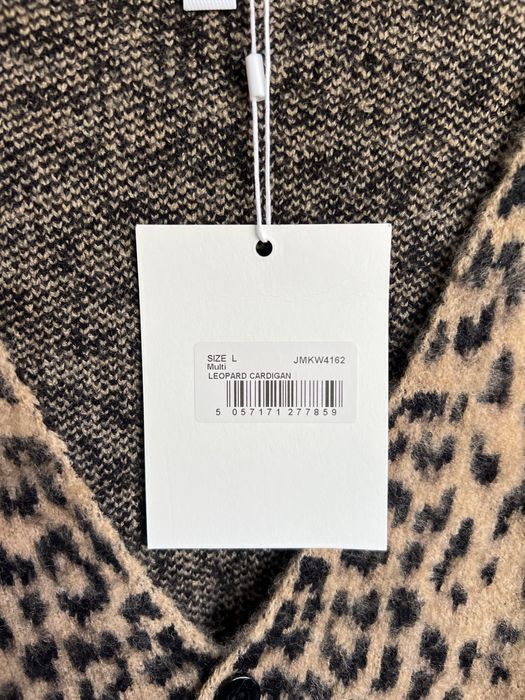 SIZE L JMKW4162
Multi
LEOPARD CARDIGAN
5 057171 277859